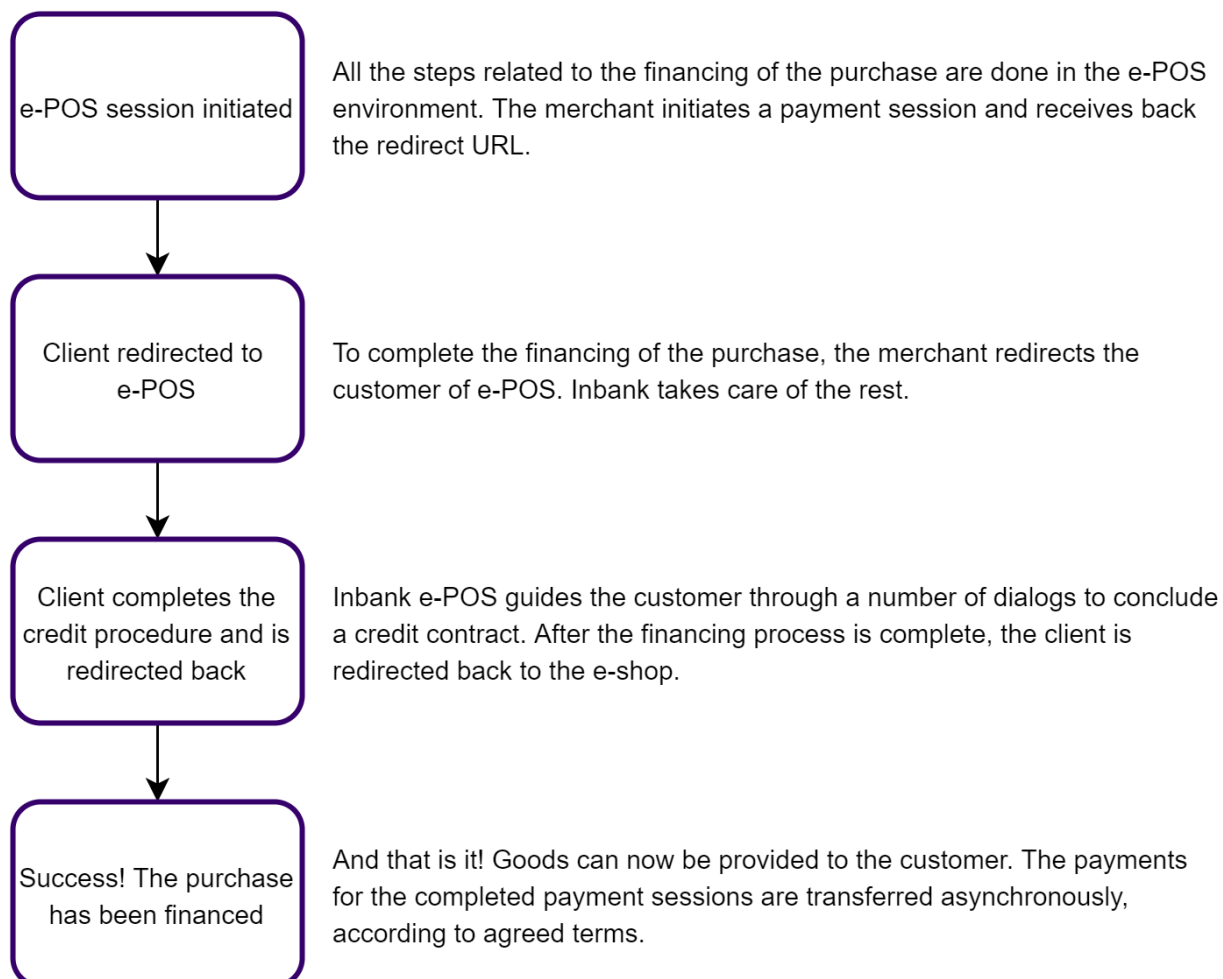 e-POS session initiated
All the steps related to the financing of the purchase are done in the e-POS
environment. The merchant initiates a payment session and receives back
the redirect URL.
Client redirected to
e-POS
To complete the financing of the purchase, the merchant redirects the
customer of e-POS. Inbank takes care of the rest.
Client completes the
credit procedure and is
redirected back
Inbank e-POS guides the customer through a number of dialogs to conclude
a credit contract. After the financing process is complete, the client is
redirected back to the e-shop.
Success! The purchase
has been financed
And that is it! Goods can now be provided to the customer. The payments
for the completed payment sessions are transferred asynchronously,
according to agreed terms.